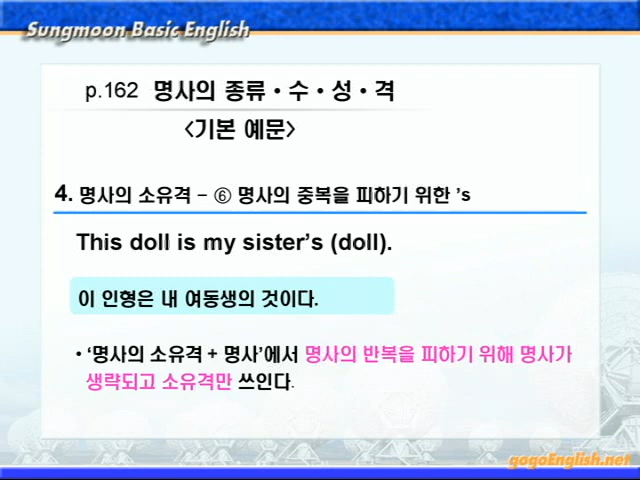 Sungmoon Basic English
p.162 명사의 종류 • 수 • 성 • 격
<기본 예문>
4. 명사의 소유격 – ⑥ 명사의 중복을 피하기 위한 ’s
This doll is my sister’s (doll).
이 인형은 내 여동생의 것이다.
• ‘명사의 소유격 + 명사’에서 명사의 반복을 피하기 위해 명사가
생략되고 소유격만 쓰인다.
gogoEnglish.net